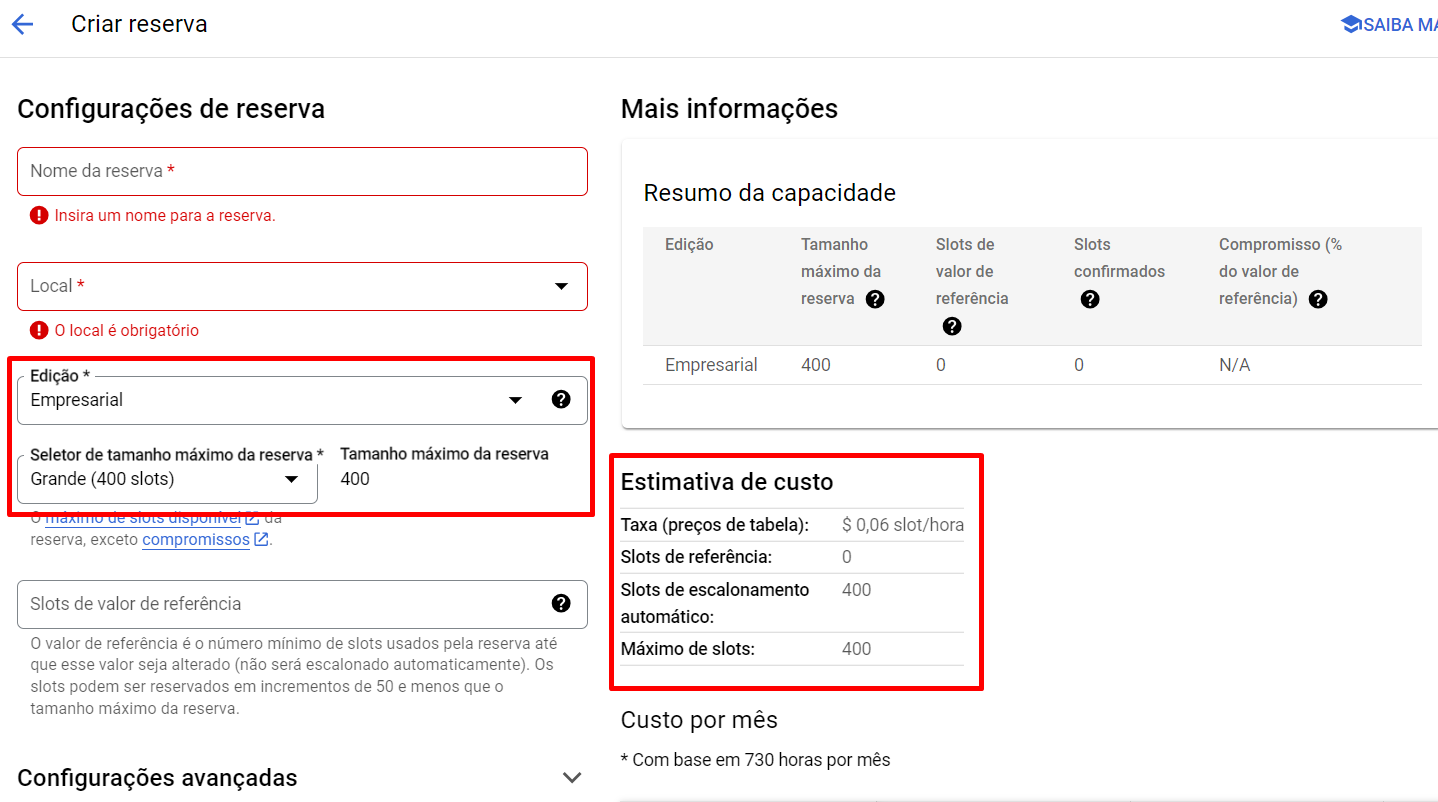 Criar reserva
SAIBA MA
Configurações de reserva
Nome da reserva *
Insira um nome para a reserva.
Local *
O local é obrigatório
Edição *
Empresarial
Seletor de tamanho máximo da reserva *
Grande (400 slots)
Tamanho máximo da reserva
400
O máximo de slots disponível da
reserva, exceto compromissos.
Slots de valor de referência
O valor de referência é o número mínimo de slots usados pela reserva até
que esse valor seja alterado (não será escalonado automaticamente). Os
slots podem ser reservados em incrementos de 50 e menos que o
tamanho máximo da reserva.
Configurações avançadas
Mais informações
Resumo da capacidade
Edição
Tamanho
máximo da
reserva
Slots de
valor de
referência
Slots
confirmados
Compromisso (%
do valor de
referência)
Empresarial 400 0 0 N/A
Estimativa de custo
Taxa (preços de tabela): $ 0,06 slot/hora
Slots de referência: 0
Slots de escalonamento 400
automático:
Máximo de slots: 400
Custo por mês
* Com base em 730 horas por mês